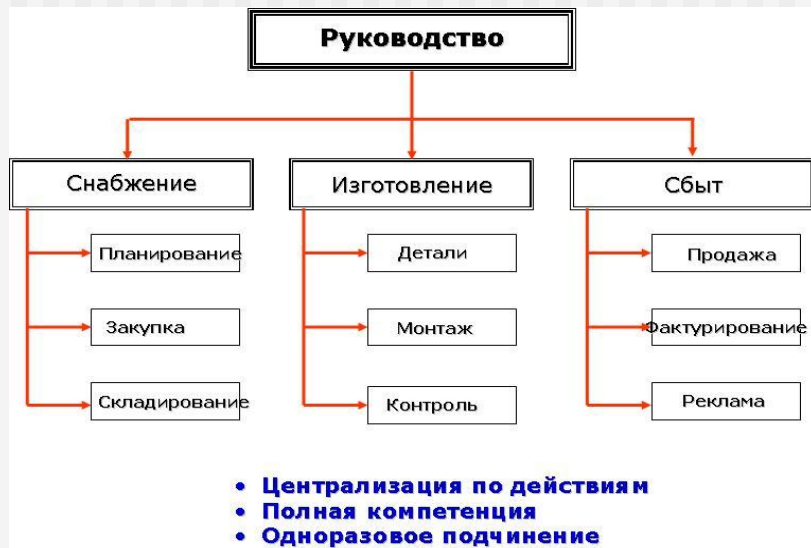 Руководство
Снабжение
Изготовление
Сбыт
Планирование
Детали
Продажа
Закупка
Монтаж
Фактурирование
Складирование
Контроль
Реклама
• Централизация по действиям
• Полная компетенция
• Одноразовое подчинение